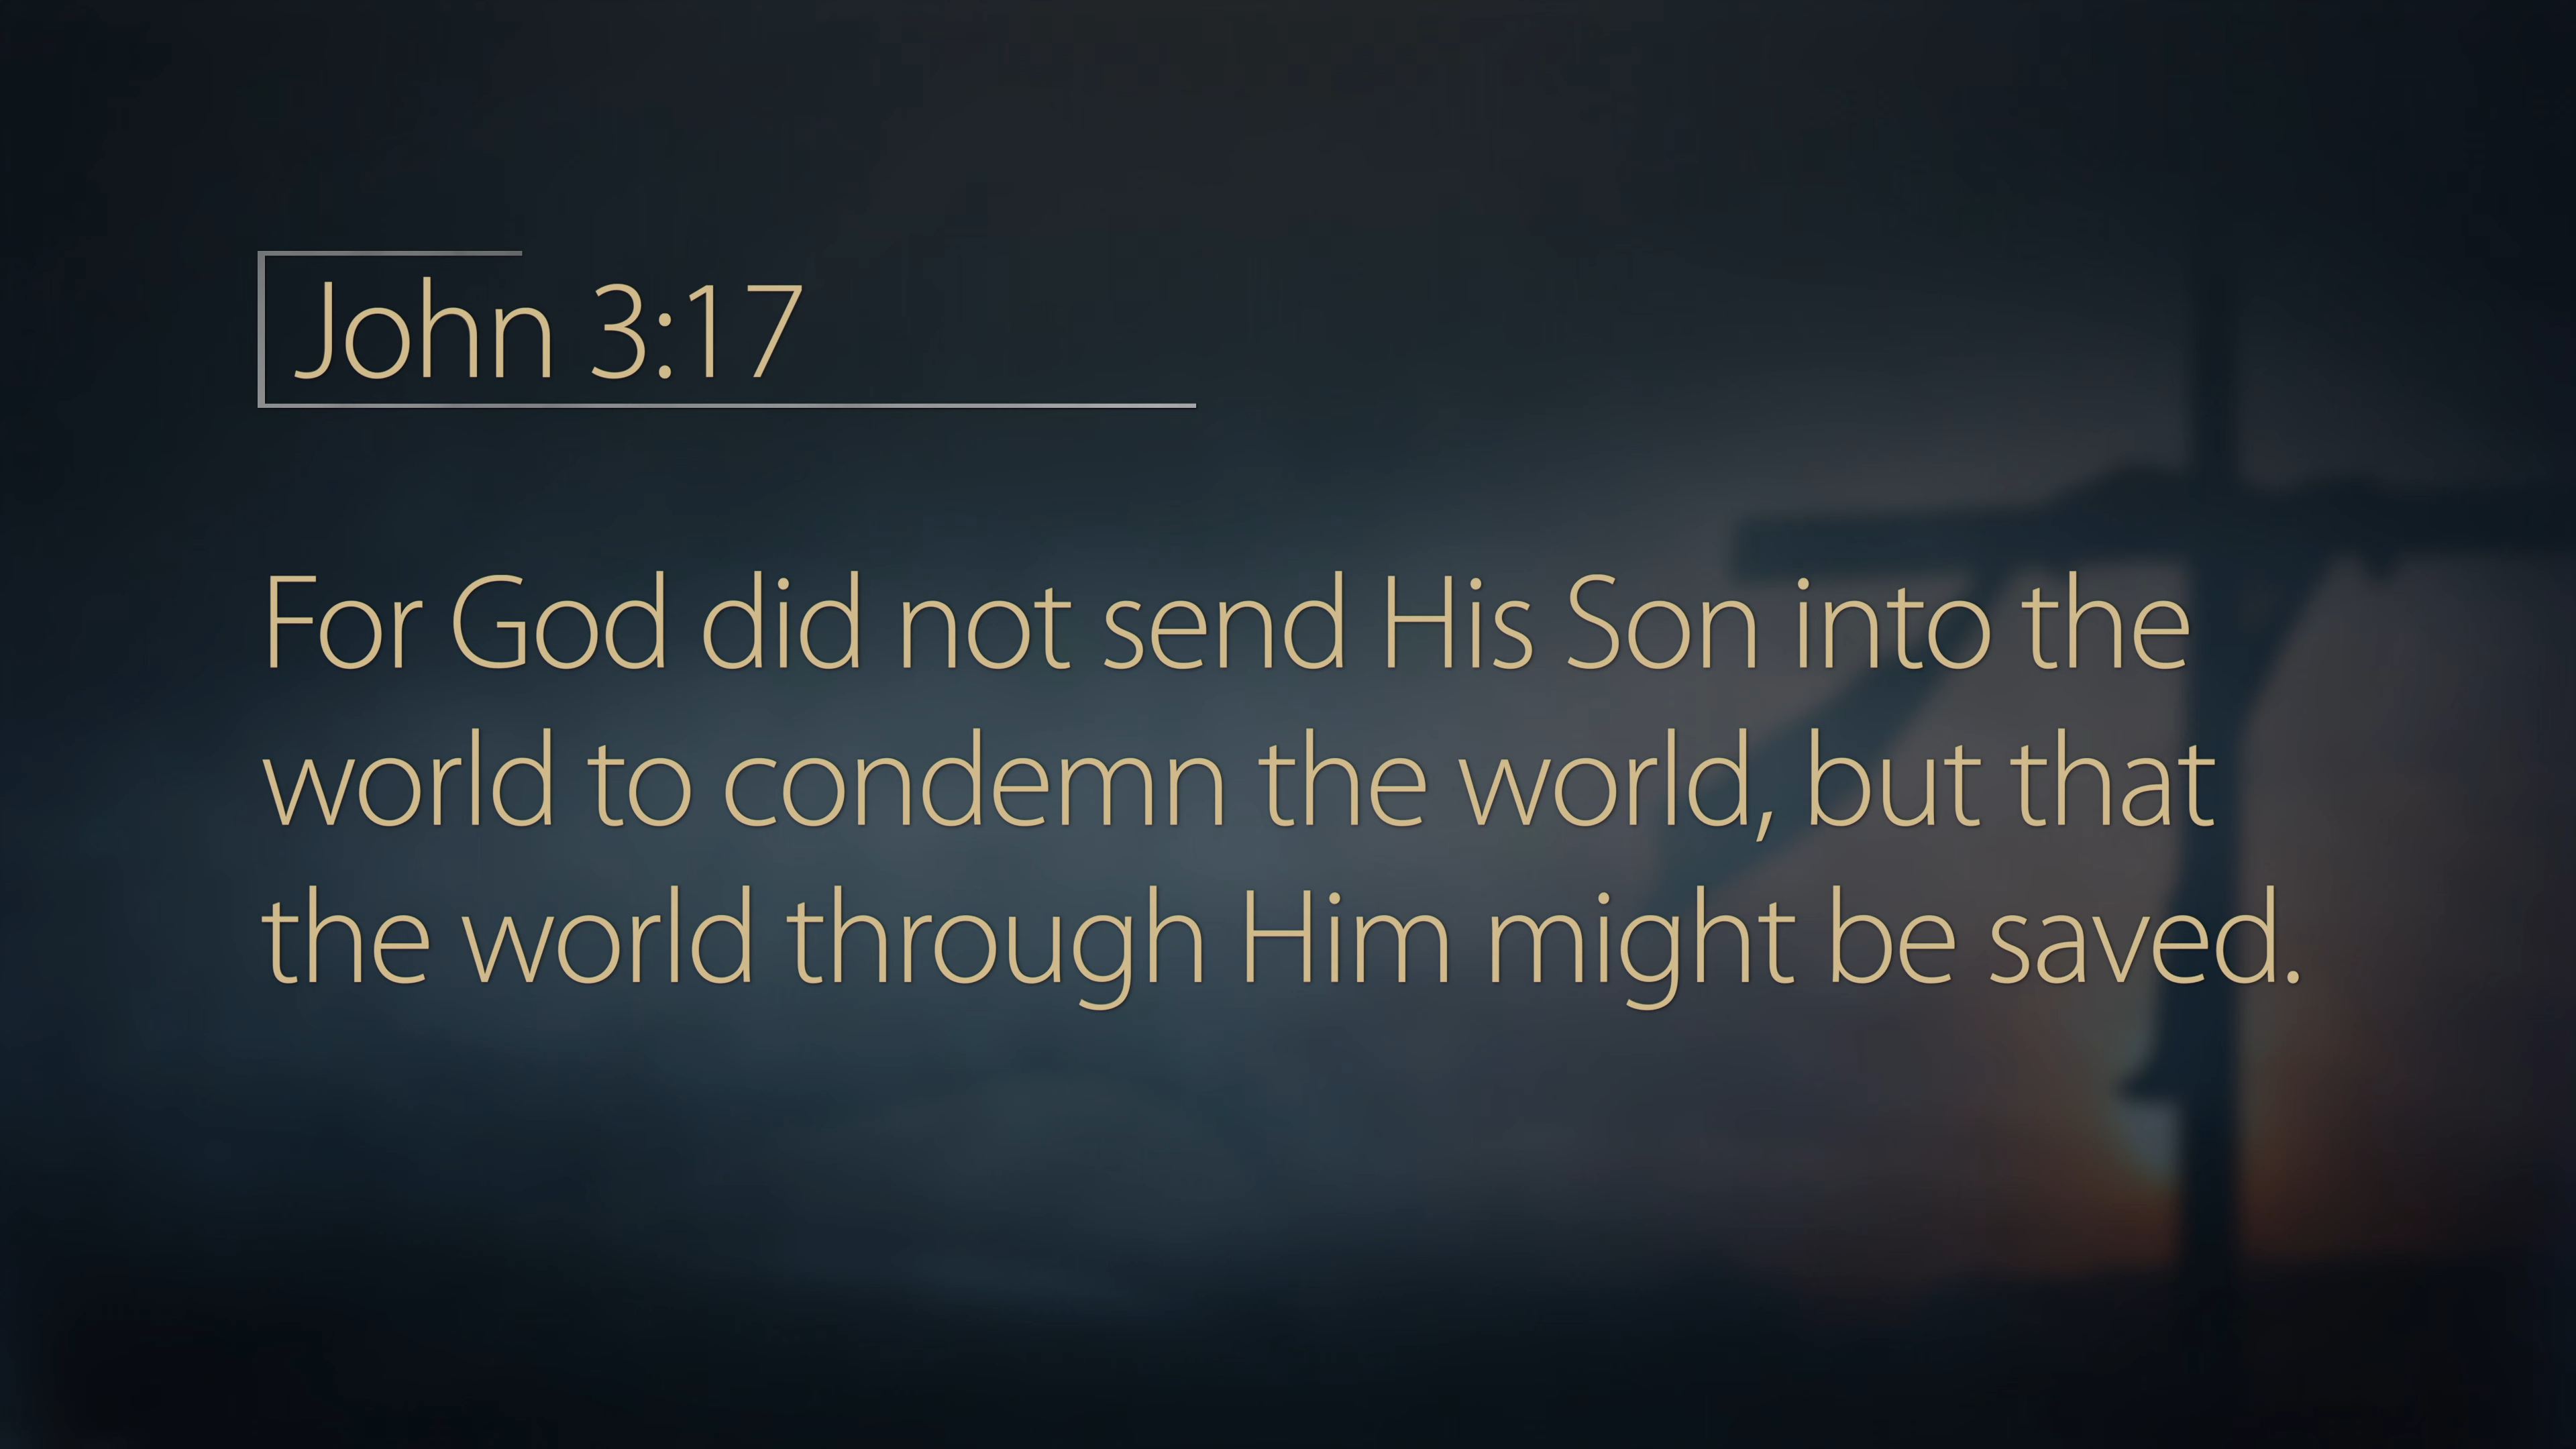 John 3:17
For God did not send His Son into the
world to condemn the world, but that
the world through Him might be saved.